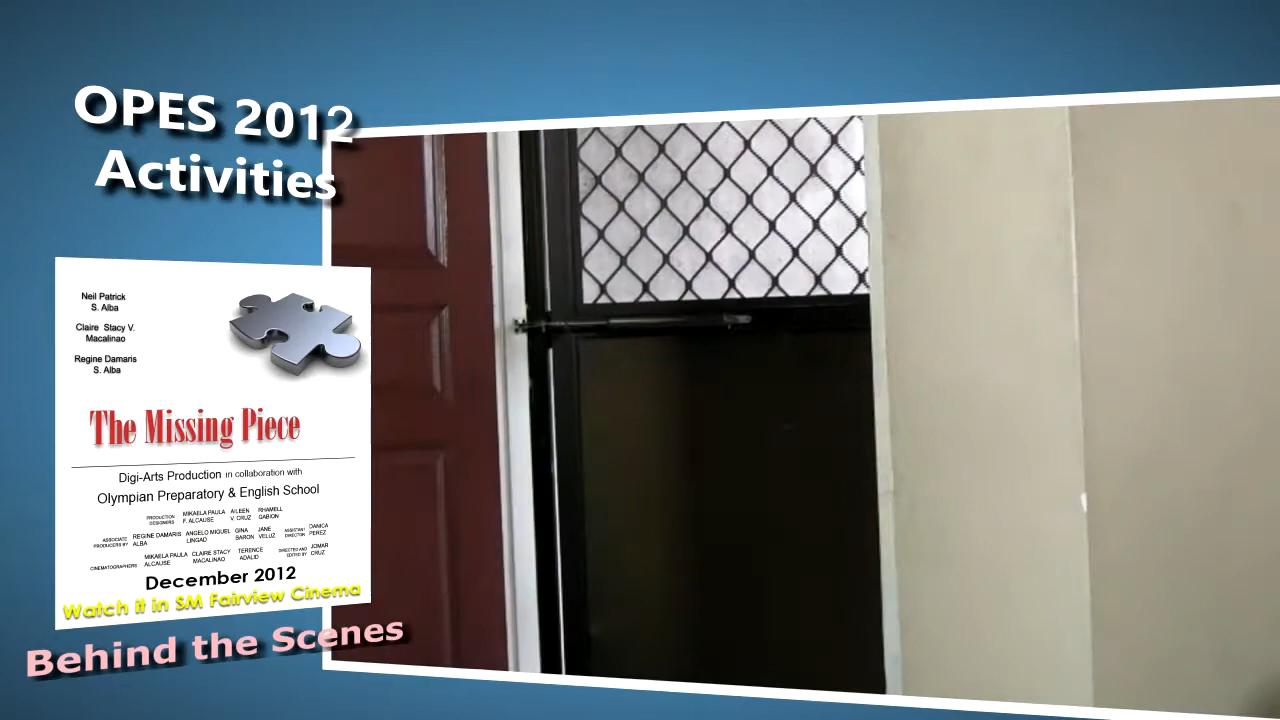 OPES 2012
Activities
Neil Patrick
S. Alba
Claire Stacy V.
Macalinao
Regine Damaris
S. Alba
The Missing Piece
Digi-Arts Production in collaboration with
Olympian Preparatory & English School
PRODUCTION DESIGNERS MIKAELA PAULA F. ALCAUSE AILEEN V. CRUZ RHAMELL GABION
ASSOCIATE PRODUCERS BY REGINE DAMARIS ALBA ANGELO MIGUEL LINGAD GINA BARON JANE VELUZ ASSISTANT DIRECTOR DANICA PEREZ
CINEMATOGRAPHERS MIKAELA PAULA ALCAUSE CLAIRE STACY MACALINAO TERENCE ADALID DIRECTED AND EDITED BY JOMAR CRUZ
December 2012
Watch it in SM Fairview Cinema
Behind the Scenes